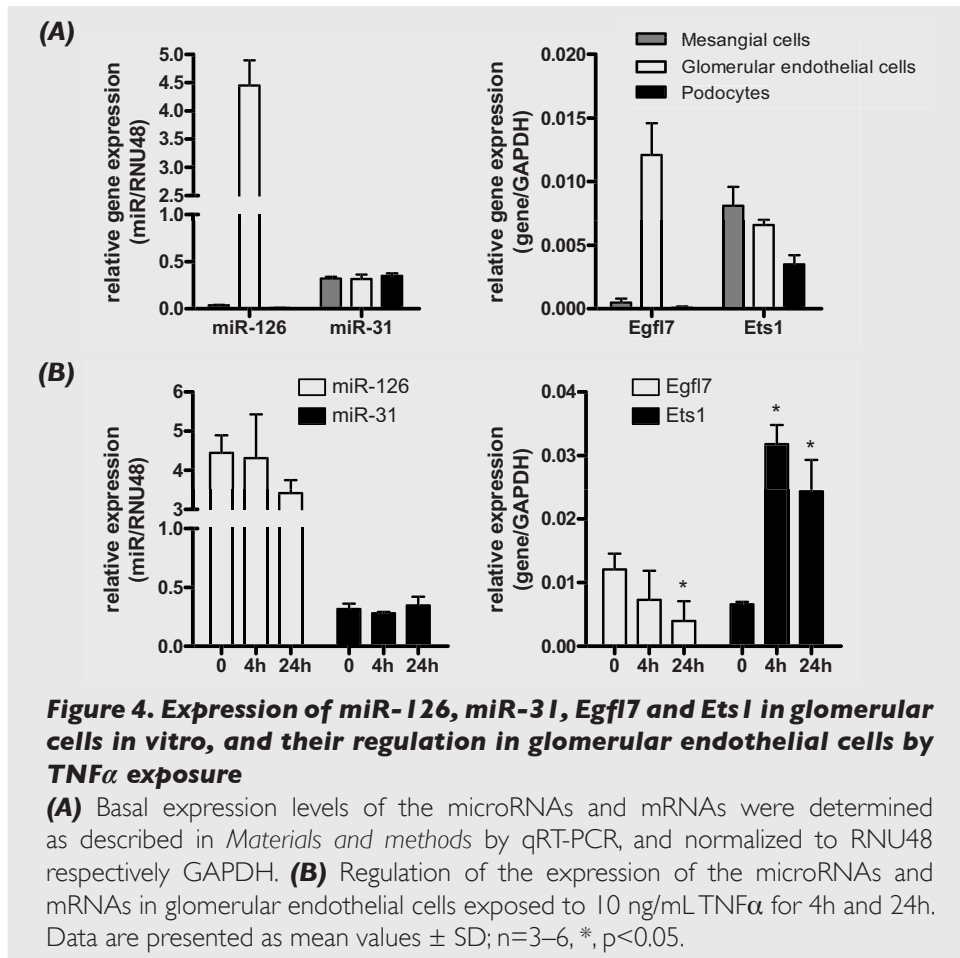 (A)
relative gene expression
(miR/RNU48)
5.0
4.5
4.0
3.5
3.0
2.5
1.0
0.5
0.0
miR-126 miR-31
relative gene expression
(gene/GAPDH)
0.020
0.015
0.010
0.005
0.000
Egfl7 Ets1
Mesangial cells
Glomerular endothelial cells
Podocytes
(B)
relative expression
(miR/RNU48)
6
5
4
3
1.0
0.5
0.0
0 4h 24h 0 4h 24h
miR-126
miR-31
relative expression
(gene/GAPDH)
0.04
0.03
0.02
0.01
0.00
0 4h 24h 0 4h 24h
Egfl7
Ets1
* * *
Figure 4. Expression of miR-126, miR-31, Egfl7 and Ets1 in glomerular
cells in vitro, and their regulation in glomerular endothelial cells by
TNFα exposure
(A) Basal expression levels of the microRNAs and mRNAs were determined
as described in Materials and methods by qRT-PCR, and normalized to RNU48
respectively GAPDH. (B) Regulation of the expression of the microRNAs and
mRNAs in glomerular endothelial cells exposed to 10 ng/mL TNFα for 4h and 24h.
Data are presented as mean values ± SD; n=3–6, *, p<0.05.